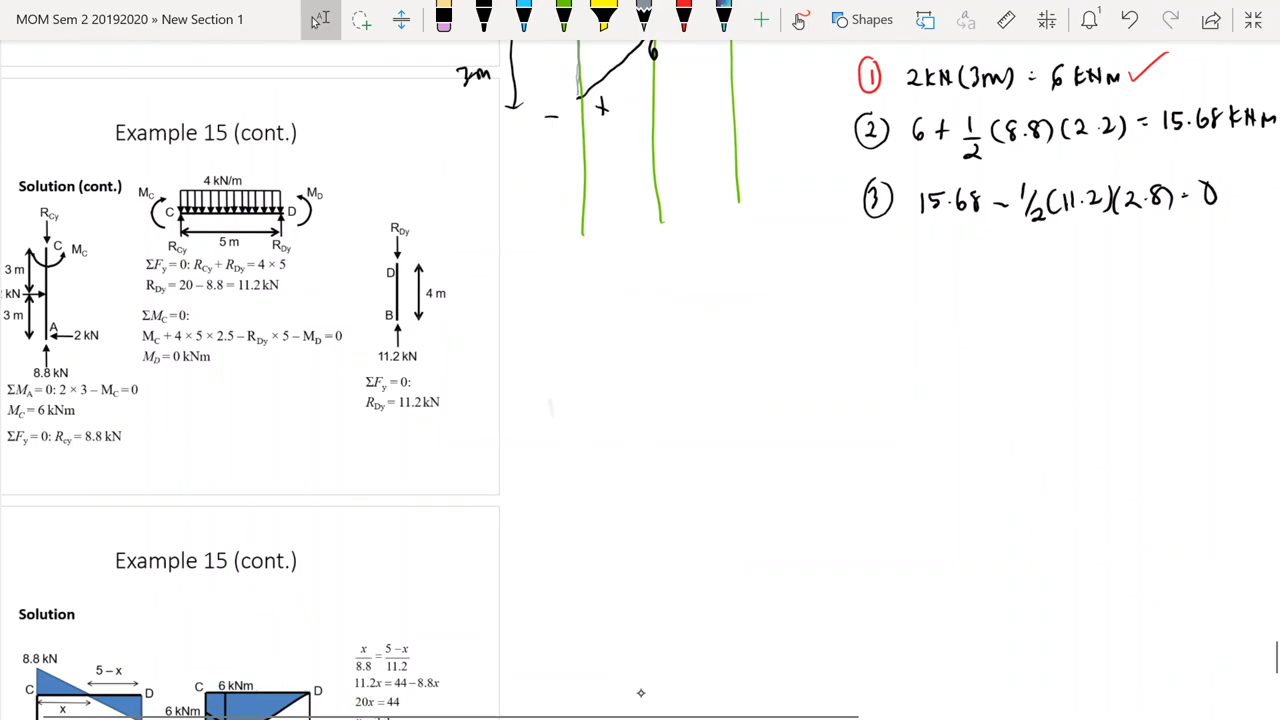 MOM Sem 2 20192020 » New Section 1
Shapes
3m
- +
6
① 2kN(3m) = 6 kNm ✓
② 6 + 1/2 (8.8)(2.2) = 15.68 kNm
③ 15.68 - 1/2(11.2)(2.8) = 0
Example 15 (cont.)
Solution (cont.)
4 kN/m
M_C M_D
C D
R_Cy 5 m R_Dy
R_Cy
C M_C
3 m
kN
3 m
A 2 kN
8.8 kN
ΣM_A = 0: 2 × 3 – M_C = 0
M_C = 6 kNm
ΣF_y = 0: R_cy = 8.8 kN
ΣF_y = 0: R_Cy + R_Dy = 4 × 5
R_Dy = 20 – 8.8 = 11.2 kN
ΣM_C = 0:
M_C + 4 × 5 × 2.5 – R_Dy × 5 – M_D = 0
M_D = 0 kNm
R_Dy
D
4 m
B
11.2 kN
ΣF_y = 0:
R_Dy = 11.2 kN
Example 15 (cont.)
Solution
8.8 kN
5 – x
C D
x
C 6 kNm D
6 kNm
x/8.8 = 5–x/11.2
11.2x = 44 – 8.8x
20x = 44